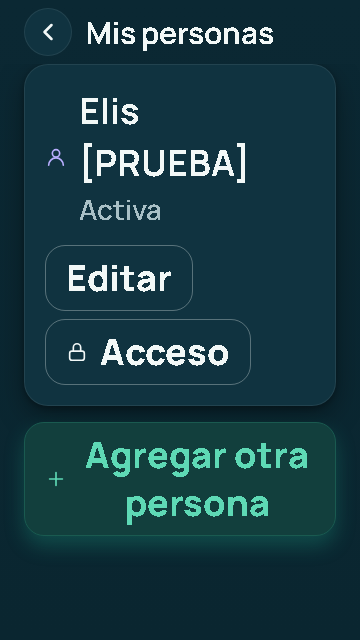 Mis personas
Elis
[PRUEBA]
Activa
Editar
Acceso
Agregar otra
persona